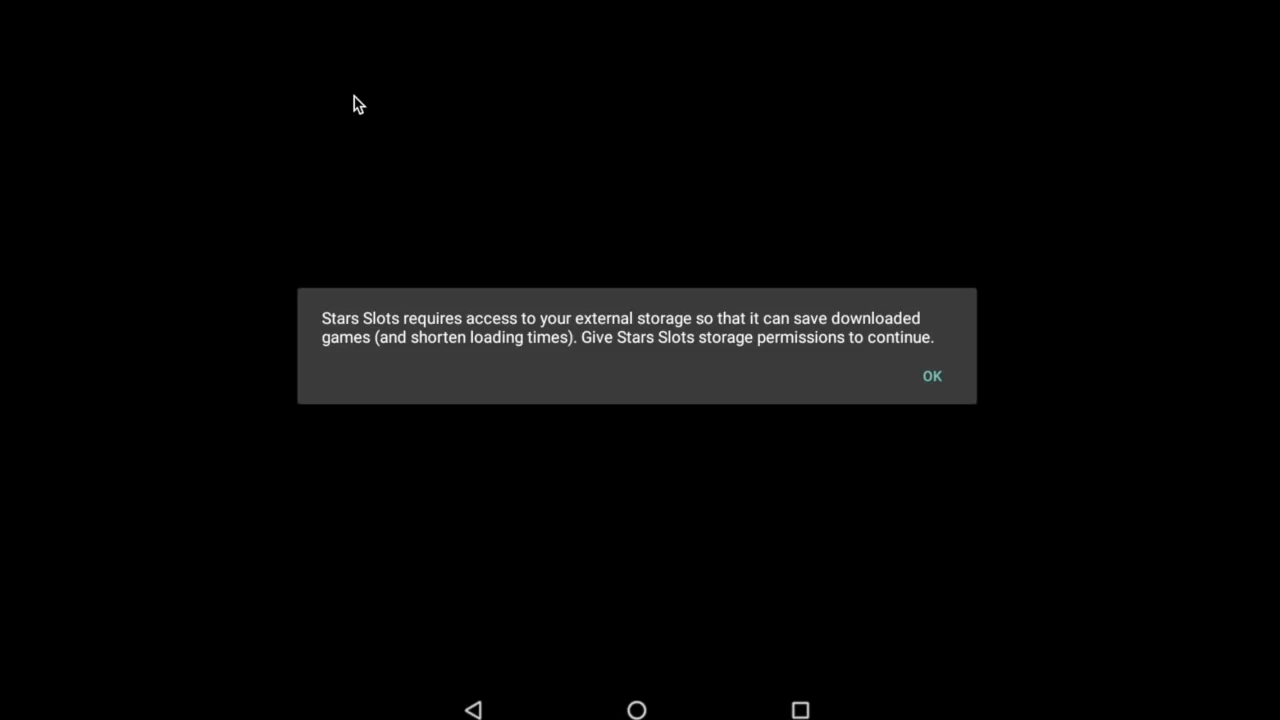 Stars Slots requires access to your external storage so that it can save downloaded
games (and shorten loading times). Give Stars Slots storage permissions to continue.
OK